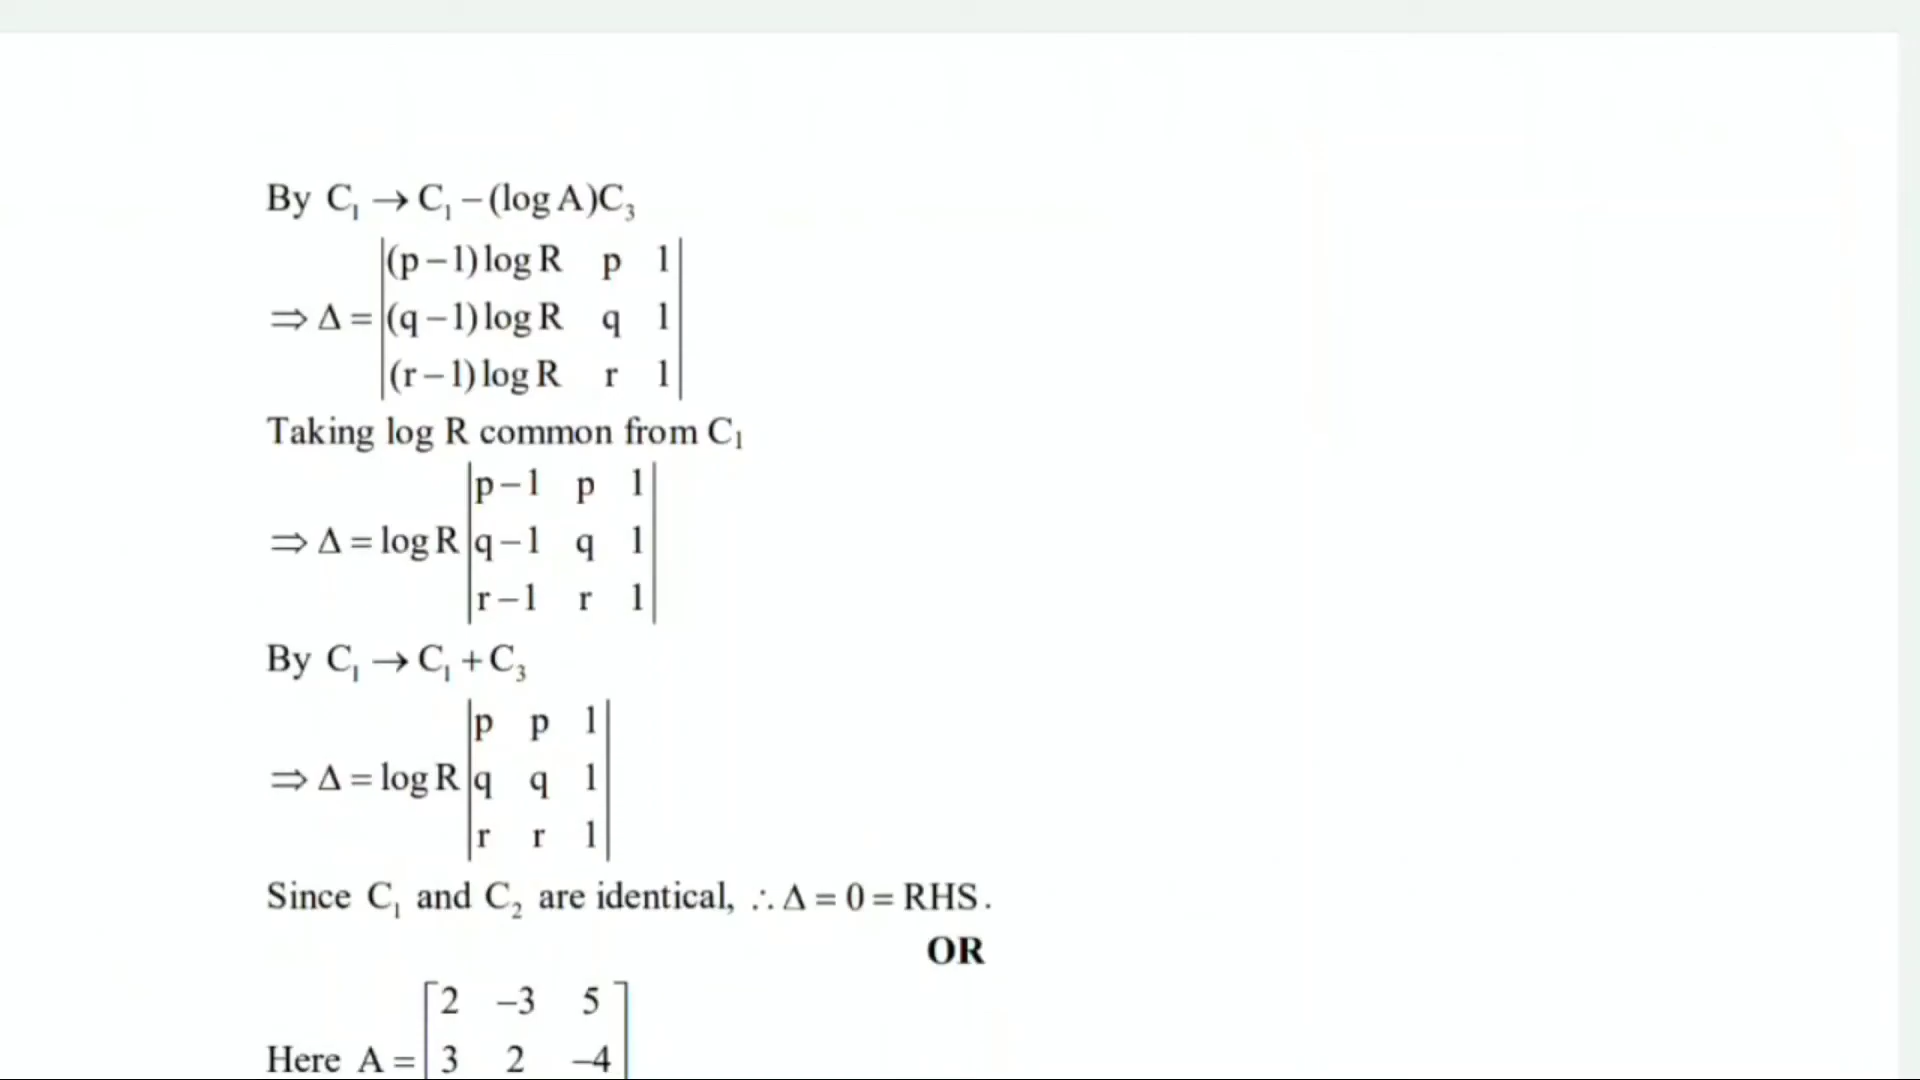 By C₁ → C₁ − (log A)C₃
(p−1) log R p 1
⇒ Δ = (q−1) log R q 1
(r−1) log R r 1
Taking log R common from C₁
p−1 p 1
⇒ Δ = log R q−1 q 1
r−1 r 1
By C₁ → C₁ + C₃
p p 1
⇒ Δ = log R q q 1
r r 1
Since C₁ and C₂ are identical, ∴ Δ = 0 = RHS.
OR
2 −3 5
Here A = 3 2 −4